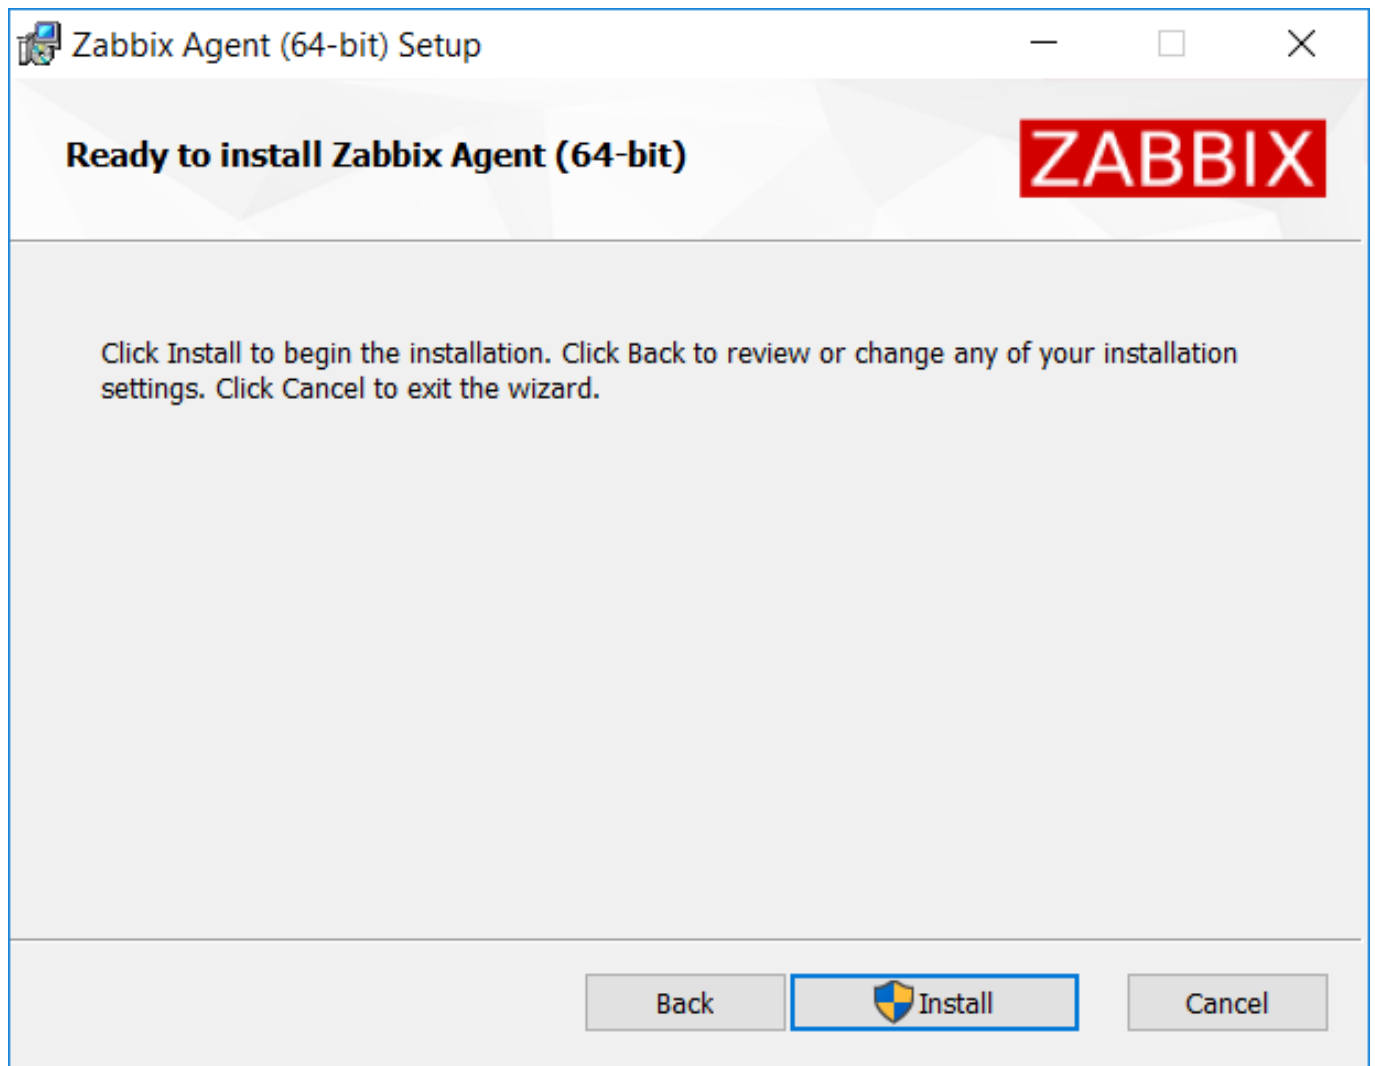 Zabbix Agent (64-bit) Setup
Ready to install Zabbix Agent (64-bit)
ZABBIX
Click Install to begin the installation. Click Back to review or change any of your installation
settings. Click Cancel to exit the wizard.
Back
Install
Cancel